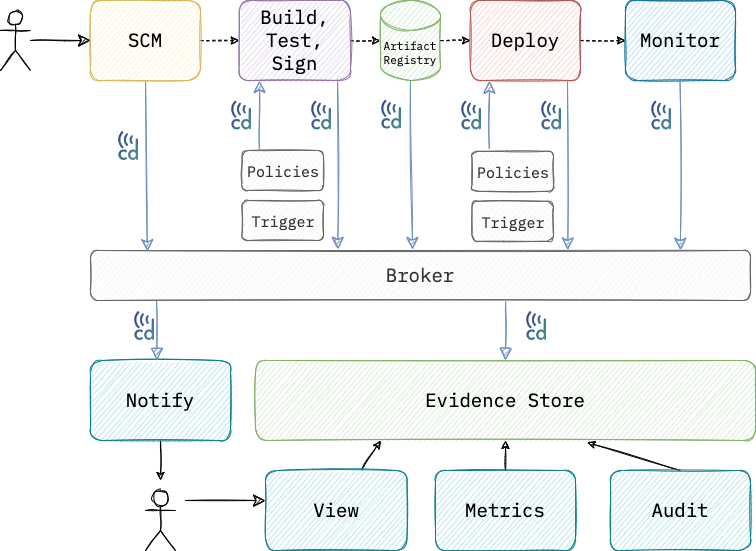 SCM
Build,
Test,
Sign
Artifact
Registry
Deploy
Monitor
cd
cd
cd
cd
cd
cd
cd
Policies
Policies
Trigger
Trigger
Broker
cd
cd
Notify
Evidence Store
View
Metrics
Audit